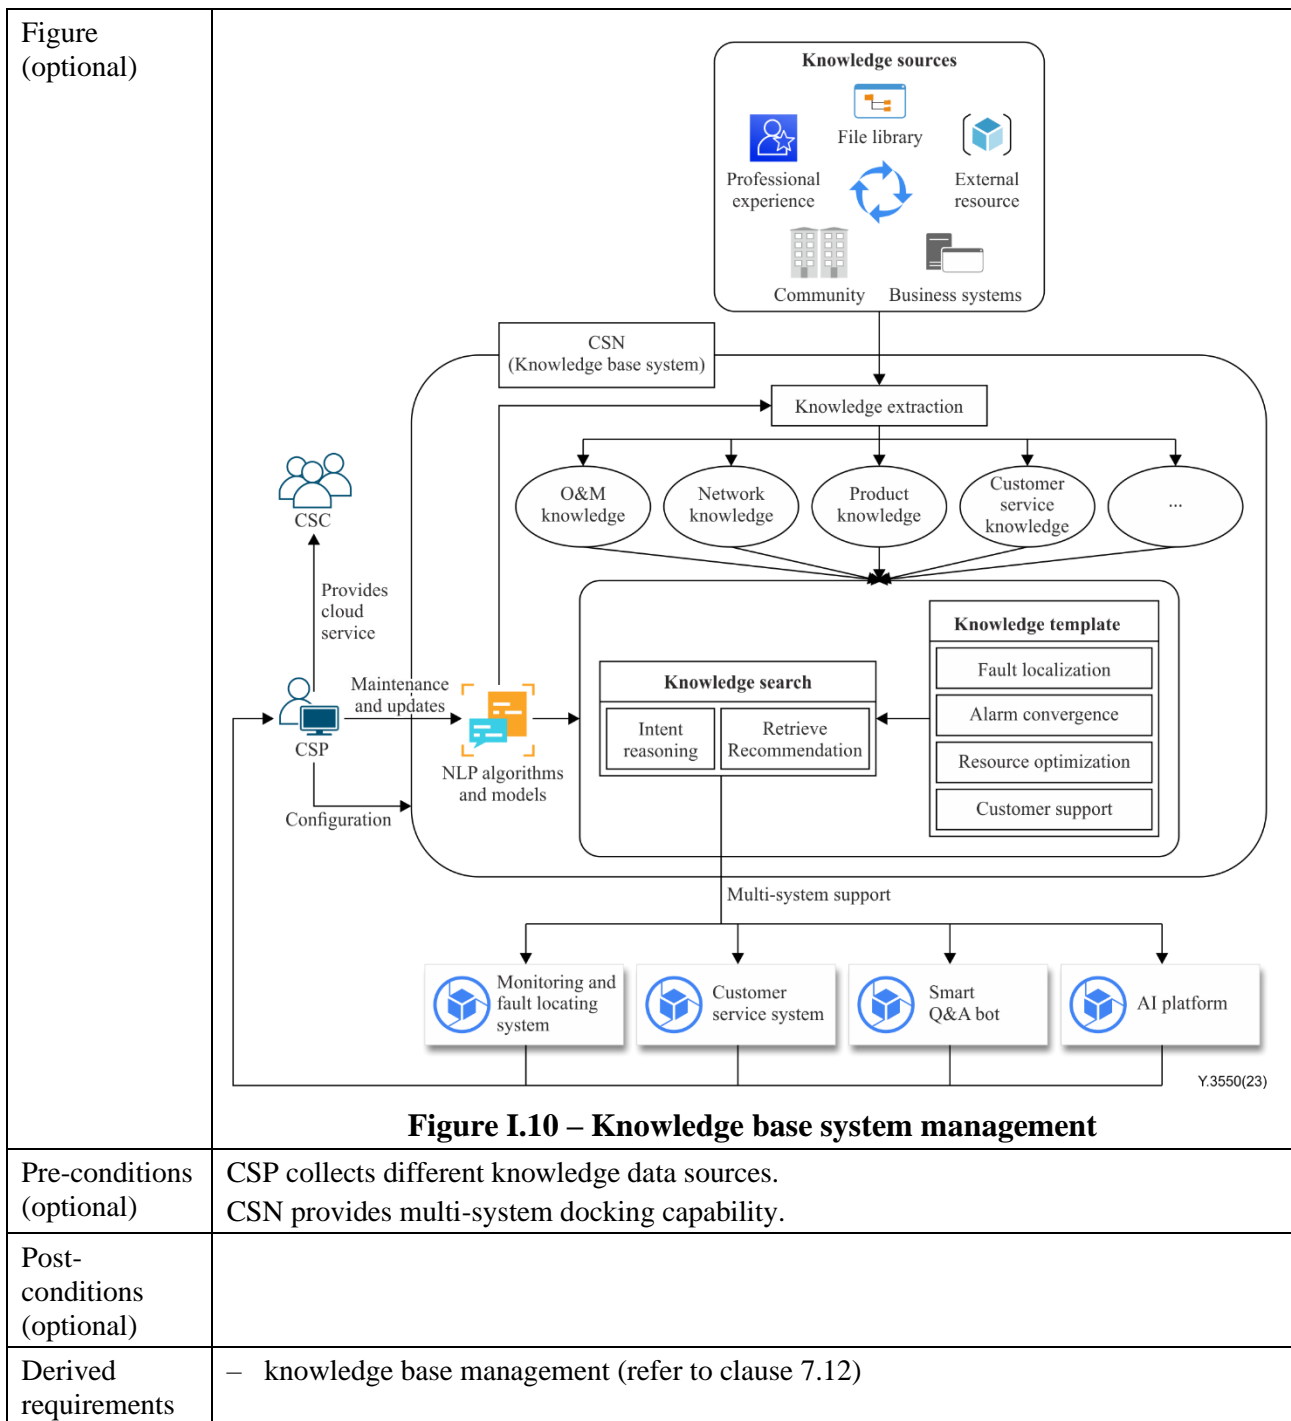 Figure
(optional)
Knowledge sources
File library
Professional
experience
External
resource
Community
Business systems
CSN
(Knowledge base system)
Knowledge extraction
O&M
knowledge
Network
knowledge
Product
knowledge
Customer
service
knowledge
...
CSC
Provides
cloud
service
Knowledge template
Fault localization
Alarm convergence
Resource optimization
Customer support
Knowledge search
Intent
reasoning
Retrieve
Recommendation
Maintenance
and updates
CSP
NLP algorithms
and models
Configuration
Multi-system support
Monitoring and
fault locating
system
Customer
service system
Smart
Q&A bot
AI platform
Y.3550(23)
Figure I.10 – Knowledge base system management
Pre-conditions
(optional)
CSP collects different knowledge data sources.
CSN provides multi-system docking capability.
Post-
conditions
(optional)
Derived
requirements
– knowledge base management (refer to clause 7.12)